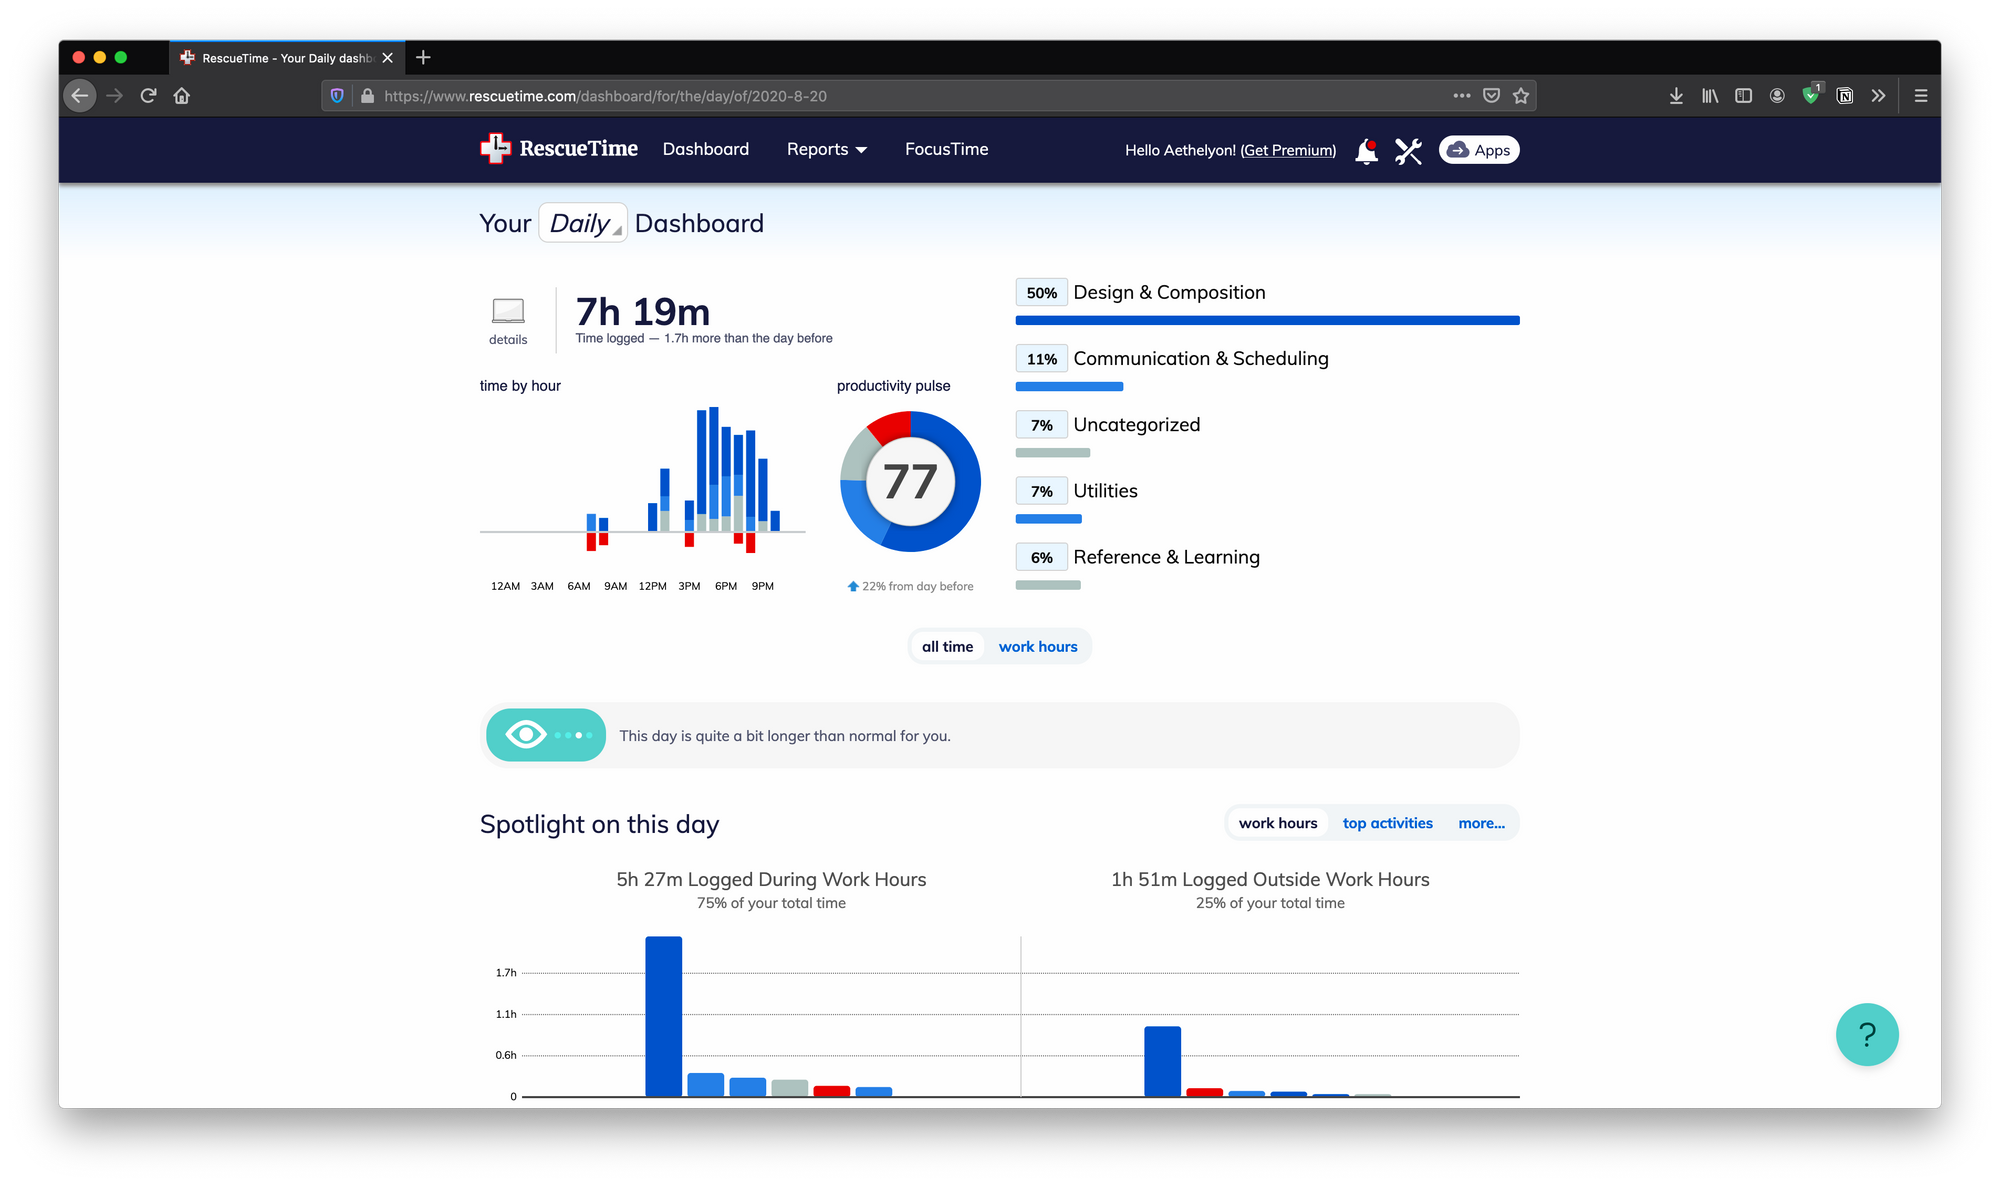 RescueTime - Your Daily dashb
https://www.rescuetime.com/dashboard/for/the/day/of/2020-8-20
1
RescueTime Dashboard Reports FocusTime Hello Aethelyon! (Get Premium) Apps
Your Daily Dashboard
details
7h 19m
Time logged — 1.7h more than the day before
time by hour
12AM 3AM 6AM 9AM 12PM 3PM 6PM 9PM
productivity pulse
77
22% from day before
50% Design & Composition
11% Communication & Scheduling
7% Uncategorized
7% Utilities
6% Reference & Learning
all time work hours
This day is quite a bit longer than normal for you.
Spotlight on this day
work hours top activities more...
5h 27m Logged During Work Hours
75% of your total time
1h 51m Logged Outside Work Hours
25% of your total time
1.7h
1.1h
0.6h
0
?